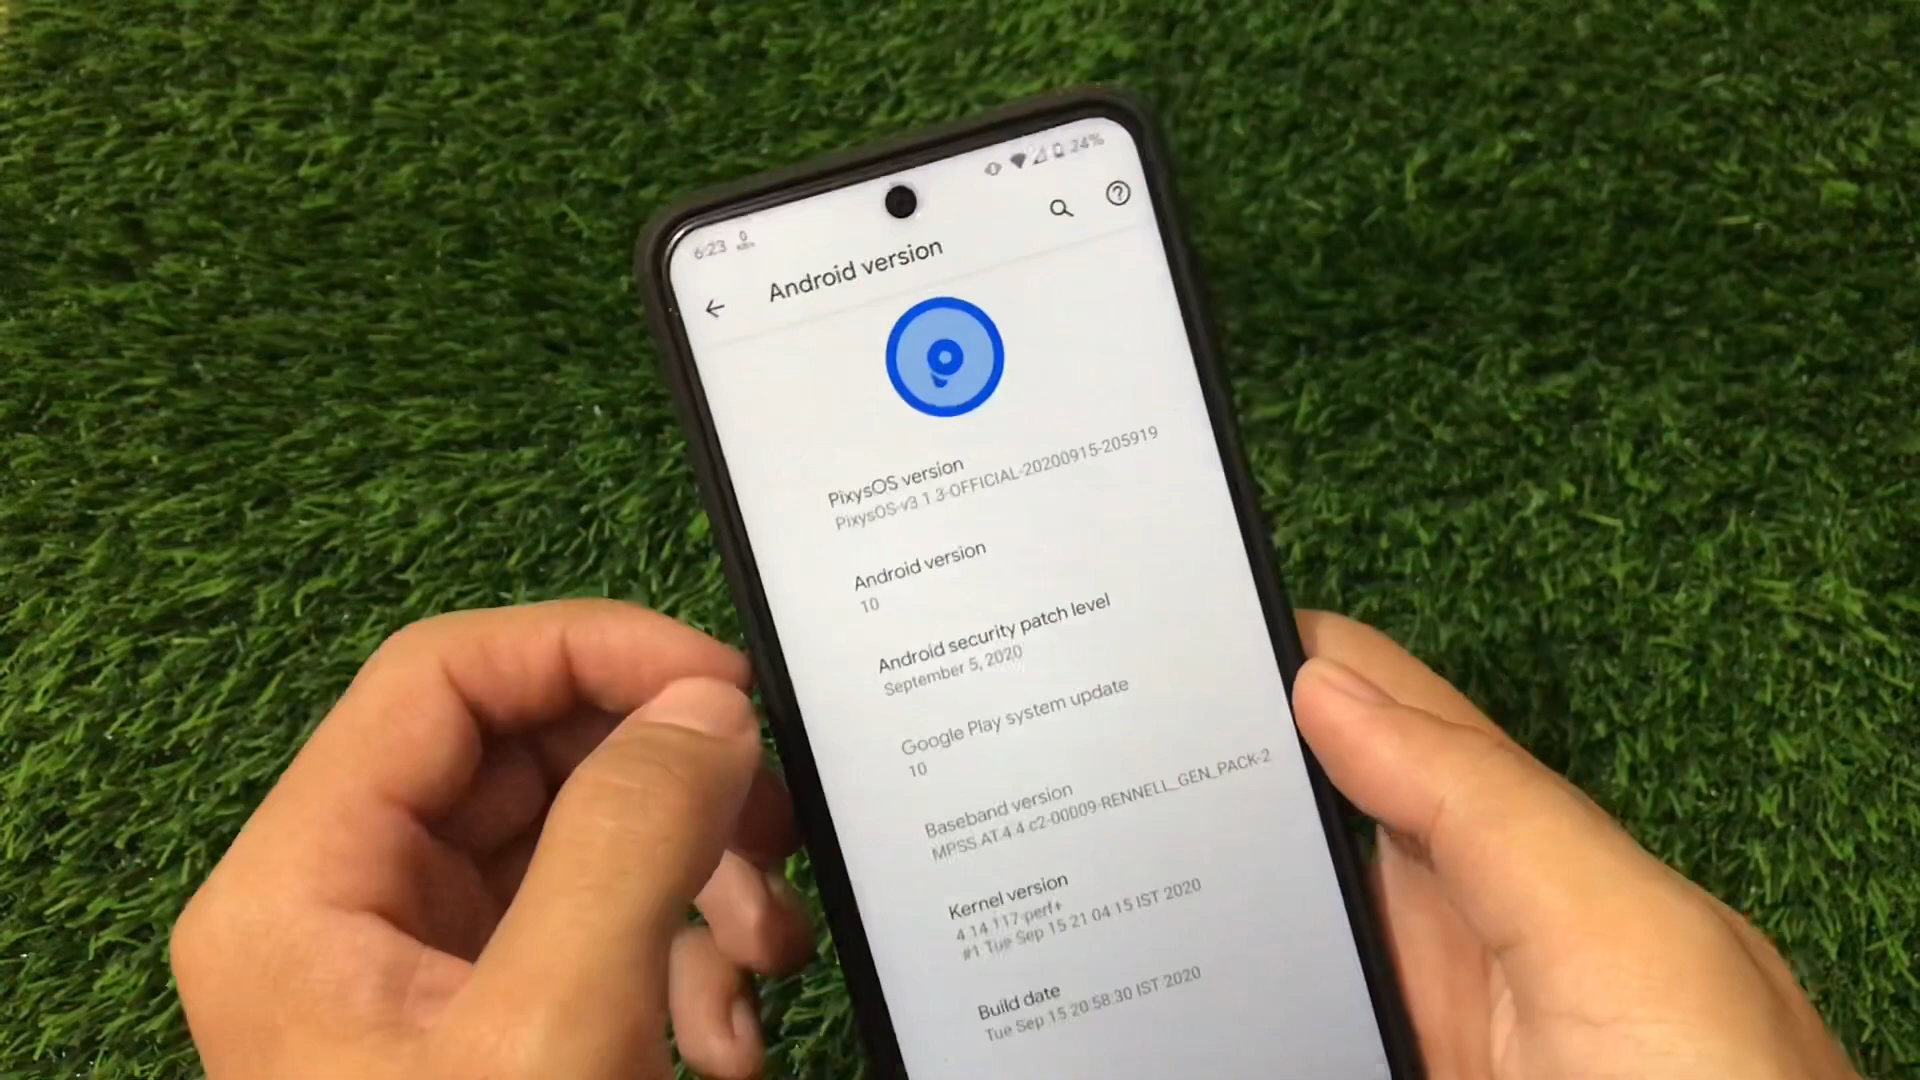 6:23
24%
Android version
PixysOS version
PixysOS-v3.1.3-OFFICIAL-20200915-205919
Android version
10
Android security patch level
September 5, 2020
Google Play system update
10
Baseband version
MPSS.AT.4.4.c2-00009-RENNELL_GEN_PACK-2
Kernel version
4.14.117-perf+
#1 Tue Sep 15 21:04:15 IST 2020
Build date
Tue Sep 15 20:58:30 IST 2020